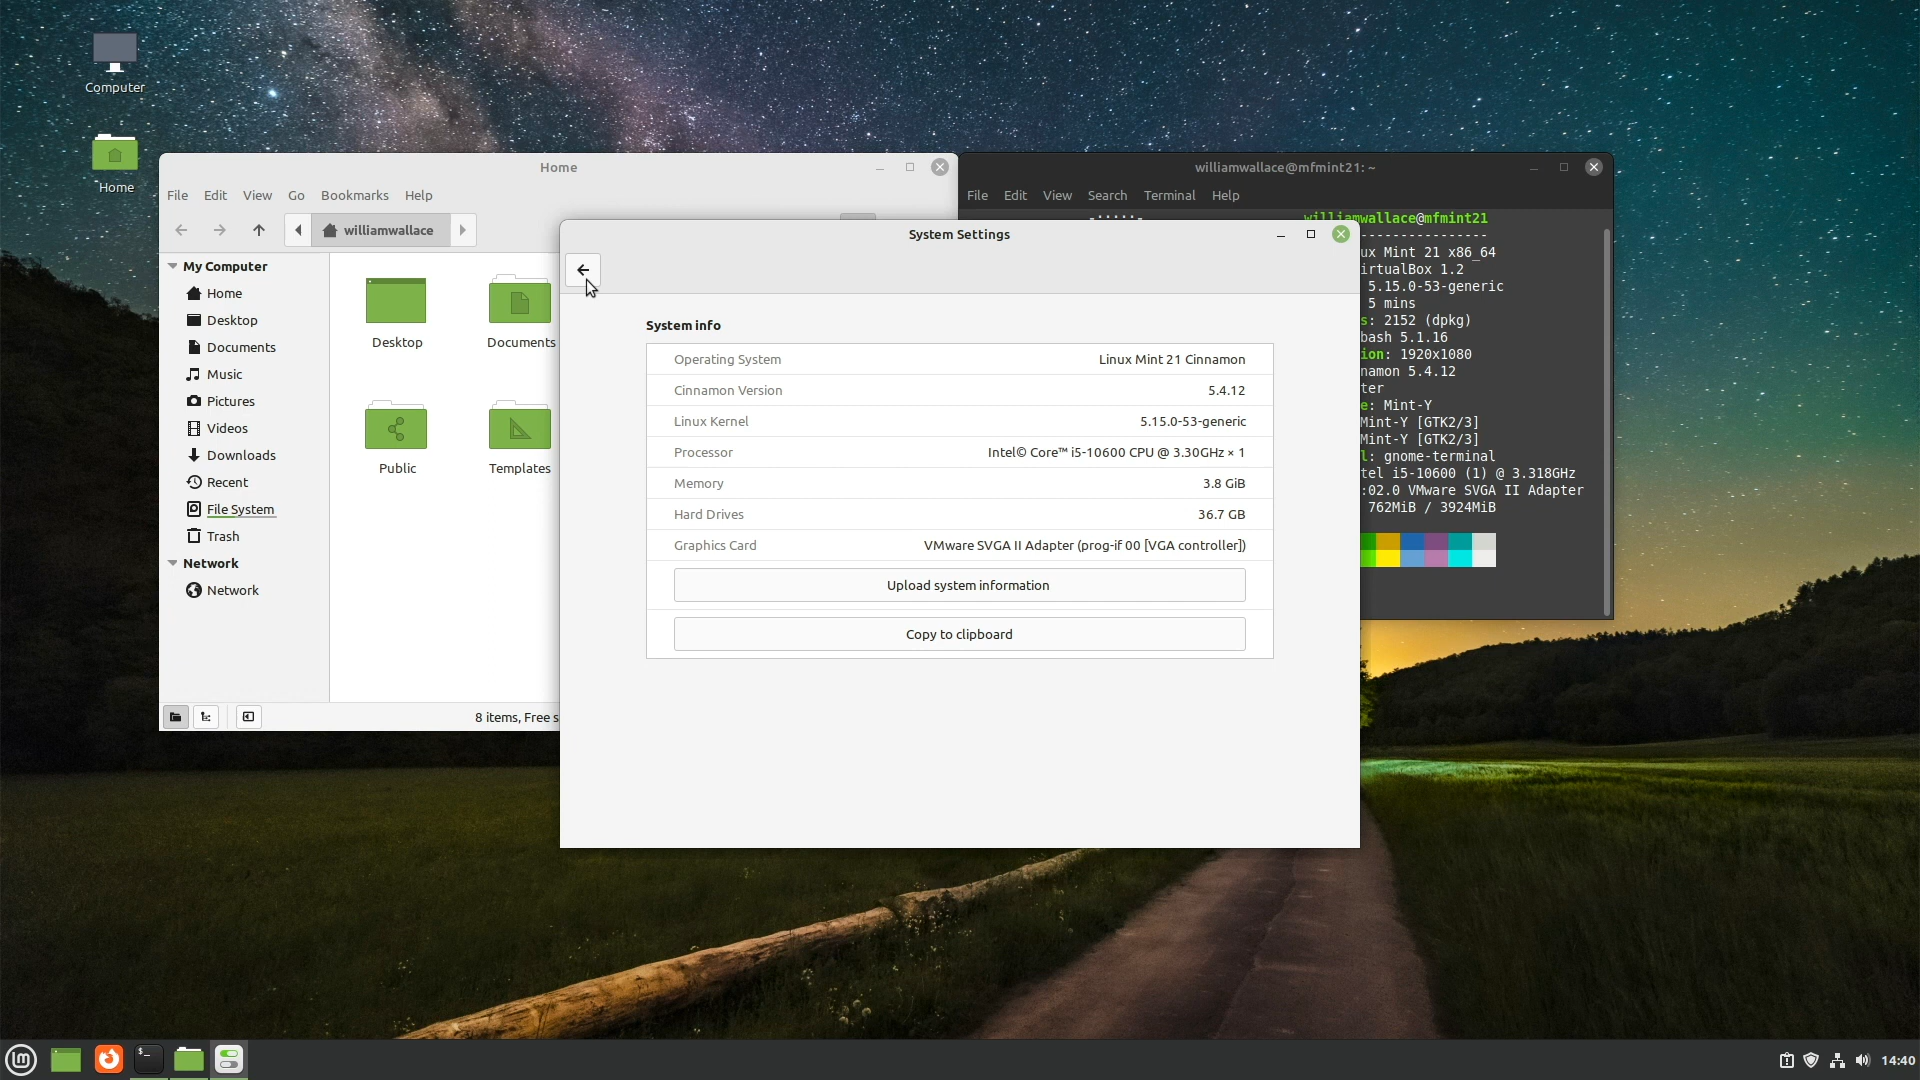 Computer
Home
Home
File Edit View Go Bookmarks Help
williamwallace
My Computer
Home
Desktop
Documents
Music
Pictures
Videos
Downloads
Recent
File System
Trash
Network
Network
Desktop
Documents
Public
Templates
8 items, Free s
williamwallace@mfmint21: ~
File Edit View Search Terminal Help
williamwallace@mfmint21
-----------------
ux Mint 21 x86_64
irtualBox 1.2
5.15.0-53-generic
5 mins
s: 2152 (dpkg)
bash 5.1.16
ion: 1920x1080
namon 5.4.12
ter
e: Mint-Y
Mint-Y [GTK2/3]
Mint-Y [GTK2/3]
l: gnome-terminal
tel i5-10600 (1) @ 3.318GHz
:02.0 VMware SVGA II Adapter
762MiB / 3924MiB
System Settings
System info
Operating System Linux Mint 21 Cinnamon
Cinnamon Version 5.4.12
Linux Kernel 5.15.0-53-generic
Processor Intel© Core™ i5-10600 CPU @ 3.30GHz × 1
Memory 3.8 GiB
Hard Drives 36.7 GB
Graphics Card VMware SVGA II Adapter (prog-if 00 [VGA controller])
Upload system information
Copy to clipboard
14:40